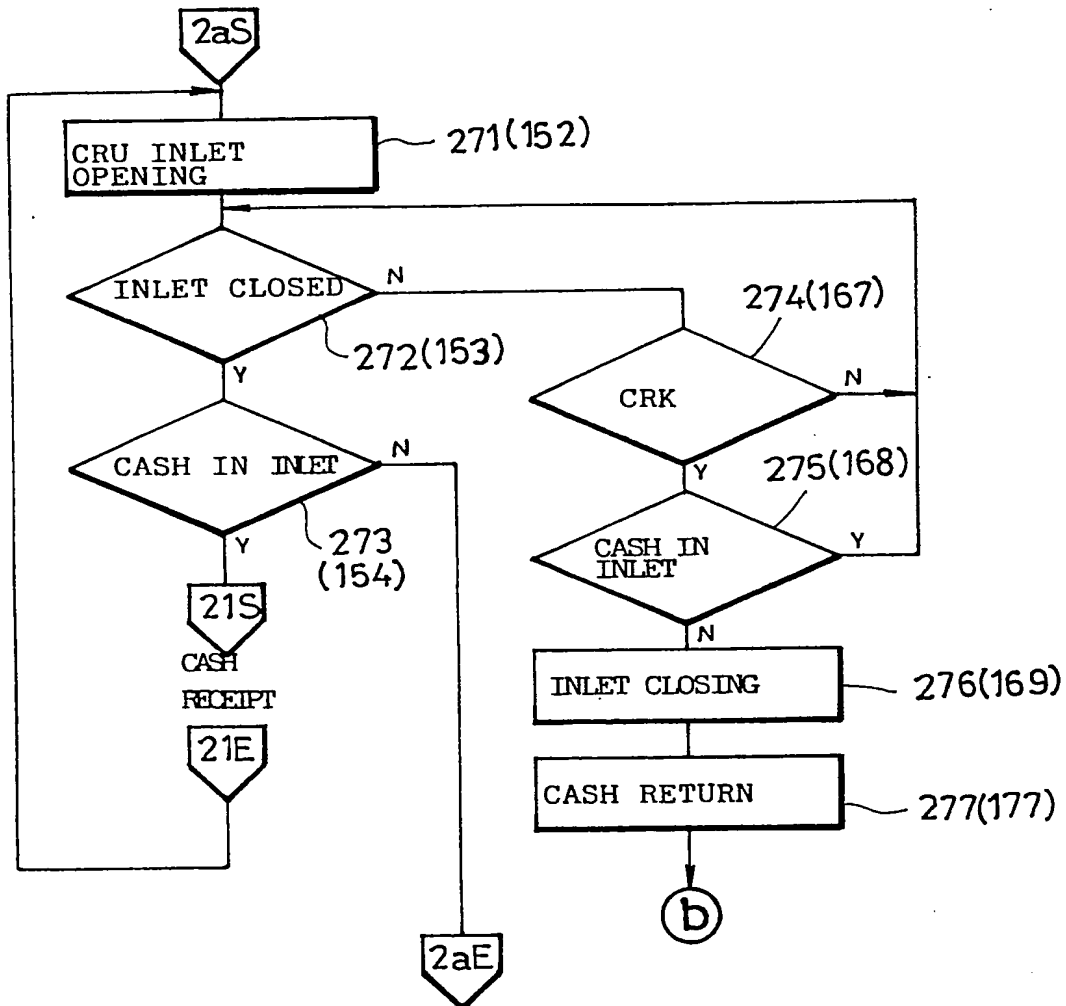 2aS
CRU INLET
OPENING
271(152)
INLET CLOSED
N
272(153)
Y
274(167)
CRK
N
Y
CASH IN INLET
N
273
(154)
Y
275(168)
CASH IN
INLET
Y
N
21S
CASH
RECEIPT
21E
INLET CLOSING
276(169)
CASH RETURN
277(177)
b
2aE